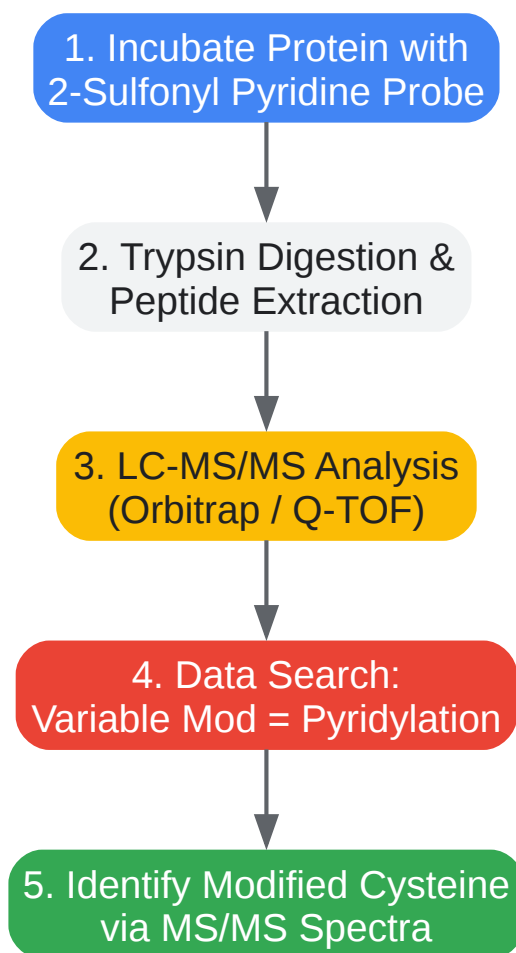 1. Incubate Protein with
2-Sulfonyl Pyridine Probe
2. Trypsin Digestion &
Peptide Extraction
3. LC-MS/MS Analysis
(Orbitrap / Q-TOF)
4. Data Search:
Variable Mod = Pyridylation
5. Identify Modified Cysteine
via MS/MS Spectra